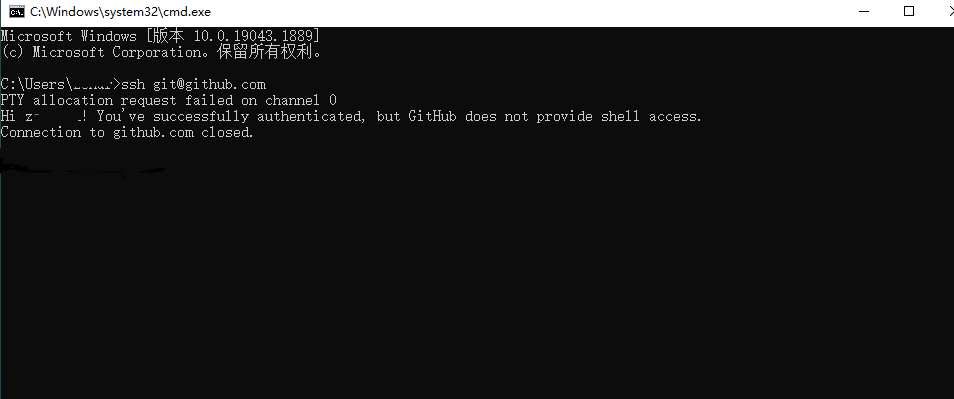 C:\Windows\system32\cmd.exe
Microsoft Windows [版本 10.0.19043.1889]
(c) Microsoft Corporation。保留所有权利。
C:\Users\>ssh git@github.com
PTY allocation request failed on channel 0
Hi z ! You've successfully authenticated, but GitHub does not provide shell access.
Connection to github.com closed.